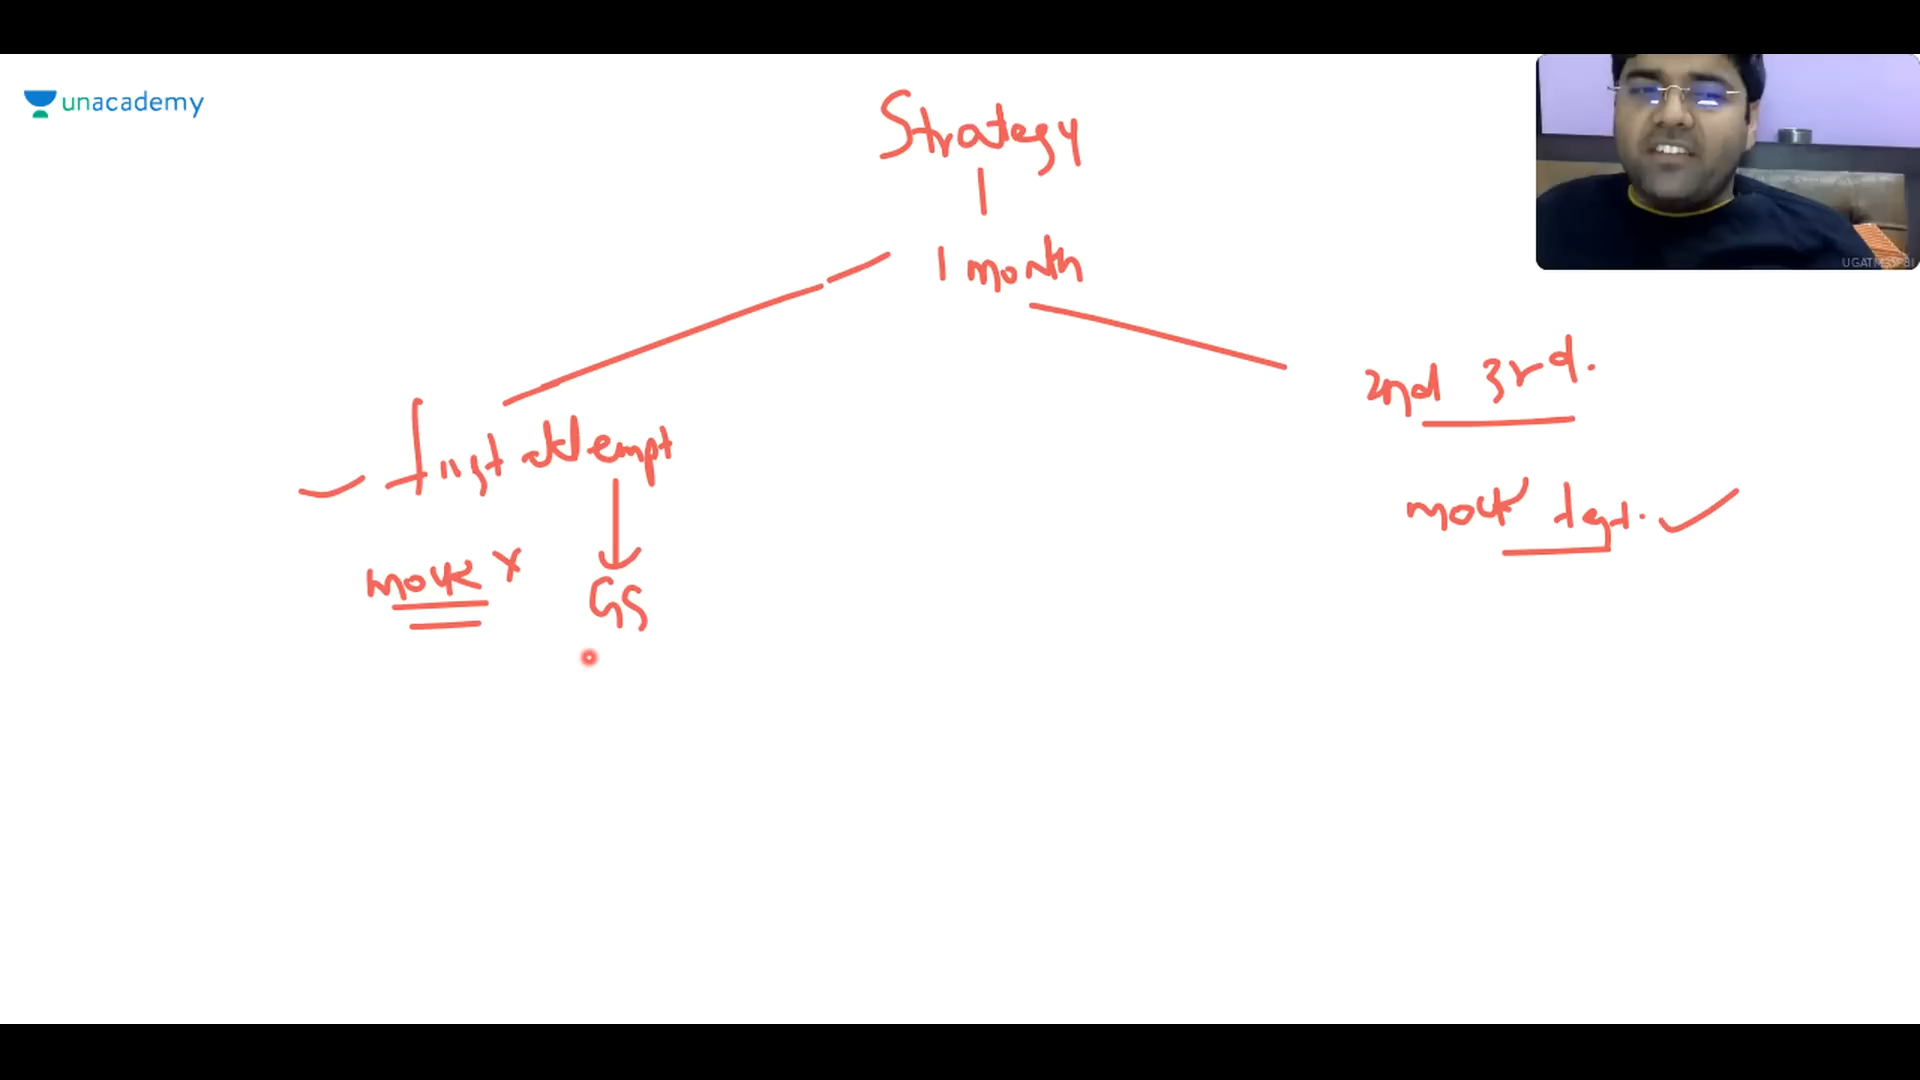 unacademy
Strategy
1 month
first attempt
2nd 3rd.
mock x
GS
mock test.